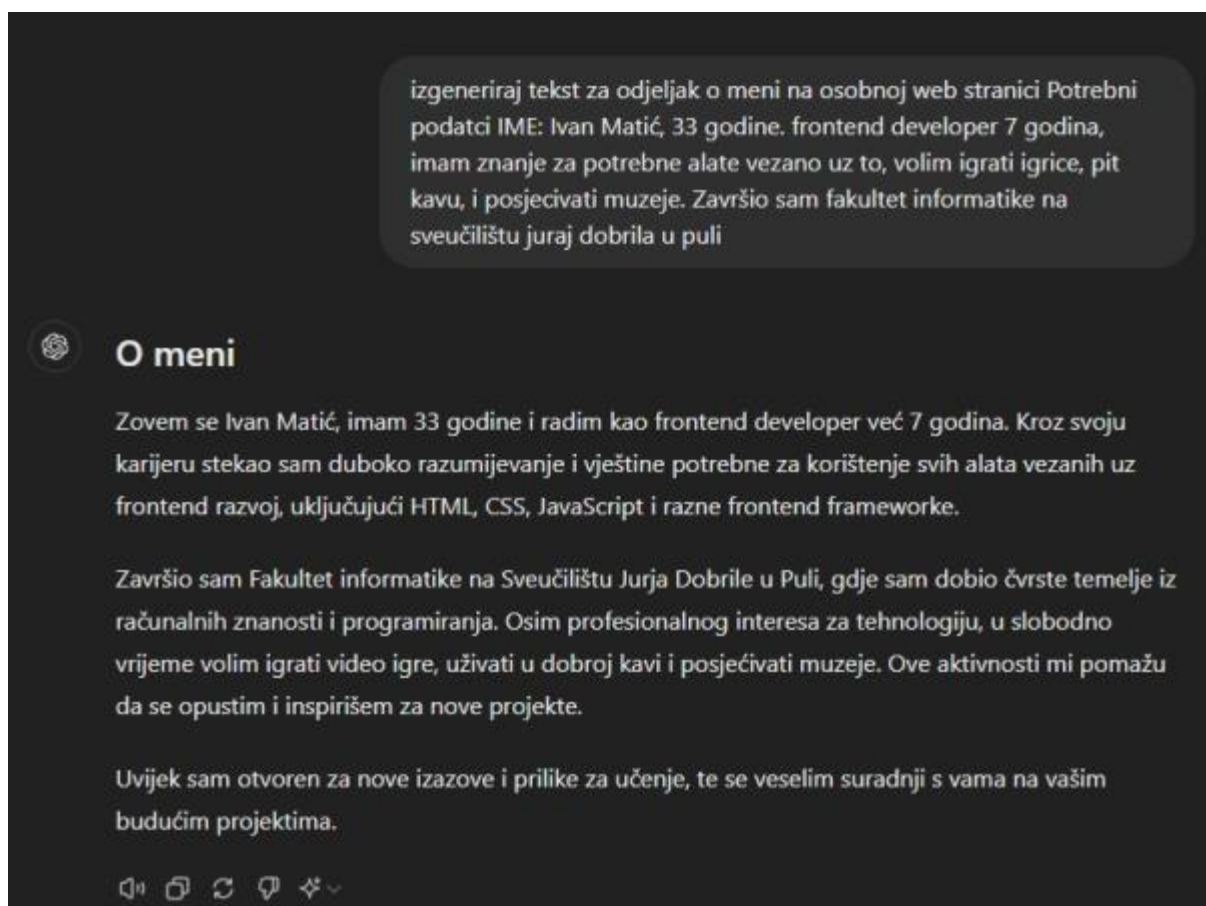 izgeneriraj tekst za odjeljak o meni na osobnoj web stranici Potrebni
podatci IME: Ivan Matić, 33 godine. frontend developer 7 godina,
imam znanje za potrebne alate vezano uz to, volim igrati igrice, pit
kavu, i posjecivati muzeje. Završio sam fakultet informatike na
sveučilištu juraj dobrila u puli
O meni
Zovem se Ivan Matić, imam 33 godine i radim kao frontend developer već 7 godina. Kroz svoju
karijeru stekao sam duboko razumijevanje i vještine potrebne za korištenje svih alata vezanih uz
frontend razvoj, uključujući HTML, CSS, JavaScript i razne frontend frameworke.
Završio sam Fakultet informatike na Sveučilištu Jurja Dobrile u Puli, gdje sam dobio čvrste temelje iz
računalnih znanosti i programiranja. Osim profesionalnog interesa za tehnologiju, u slobodno
vrijeme volim igrati video igre, uživati u dobroj kavi i posjećivati muzeje. Ove aktivnosti mi pomažu
da se opustim i inspirišem za nove projekte.
Uvijek sam otvoren za nove izazove i prilike za učenje, te se veselim suradnji s vama na vašim
budućim projektima.